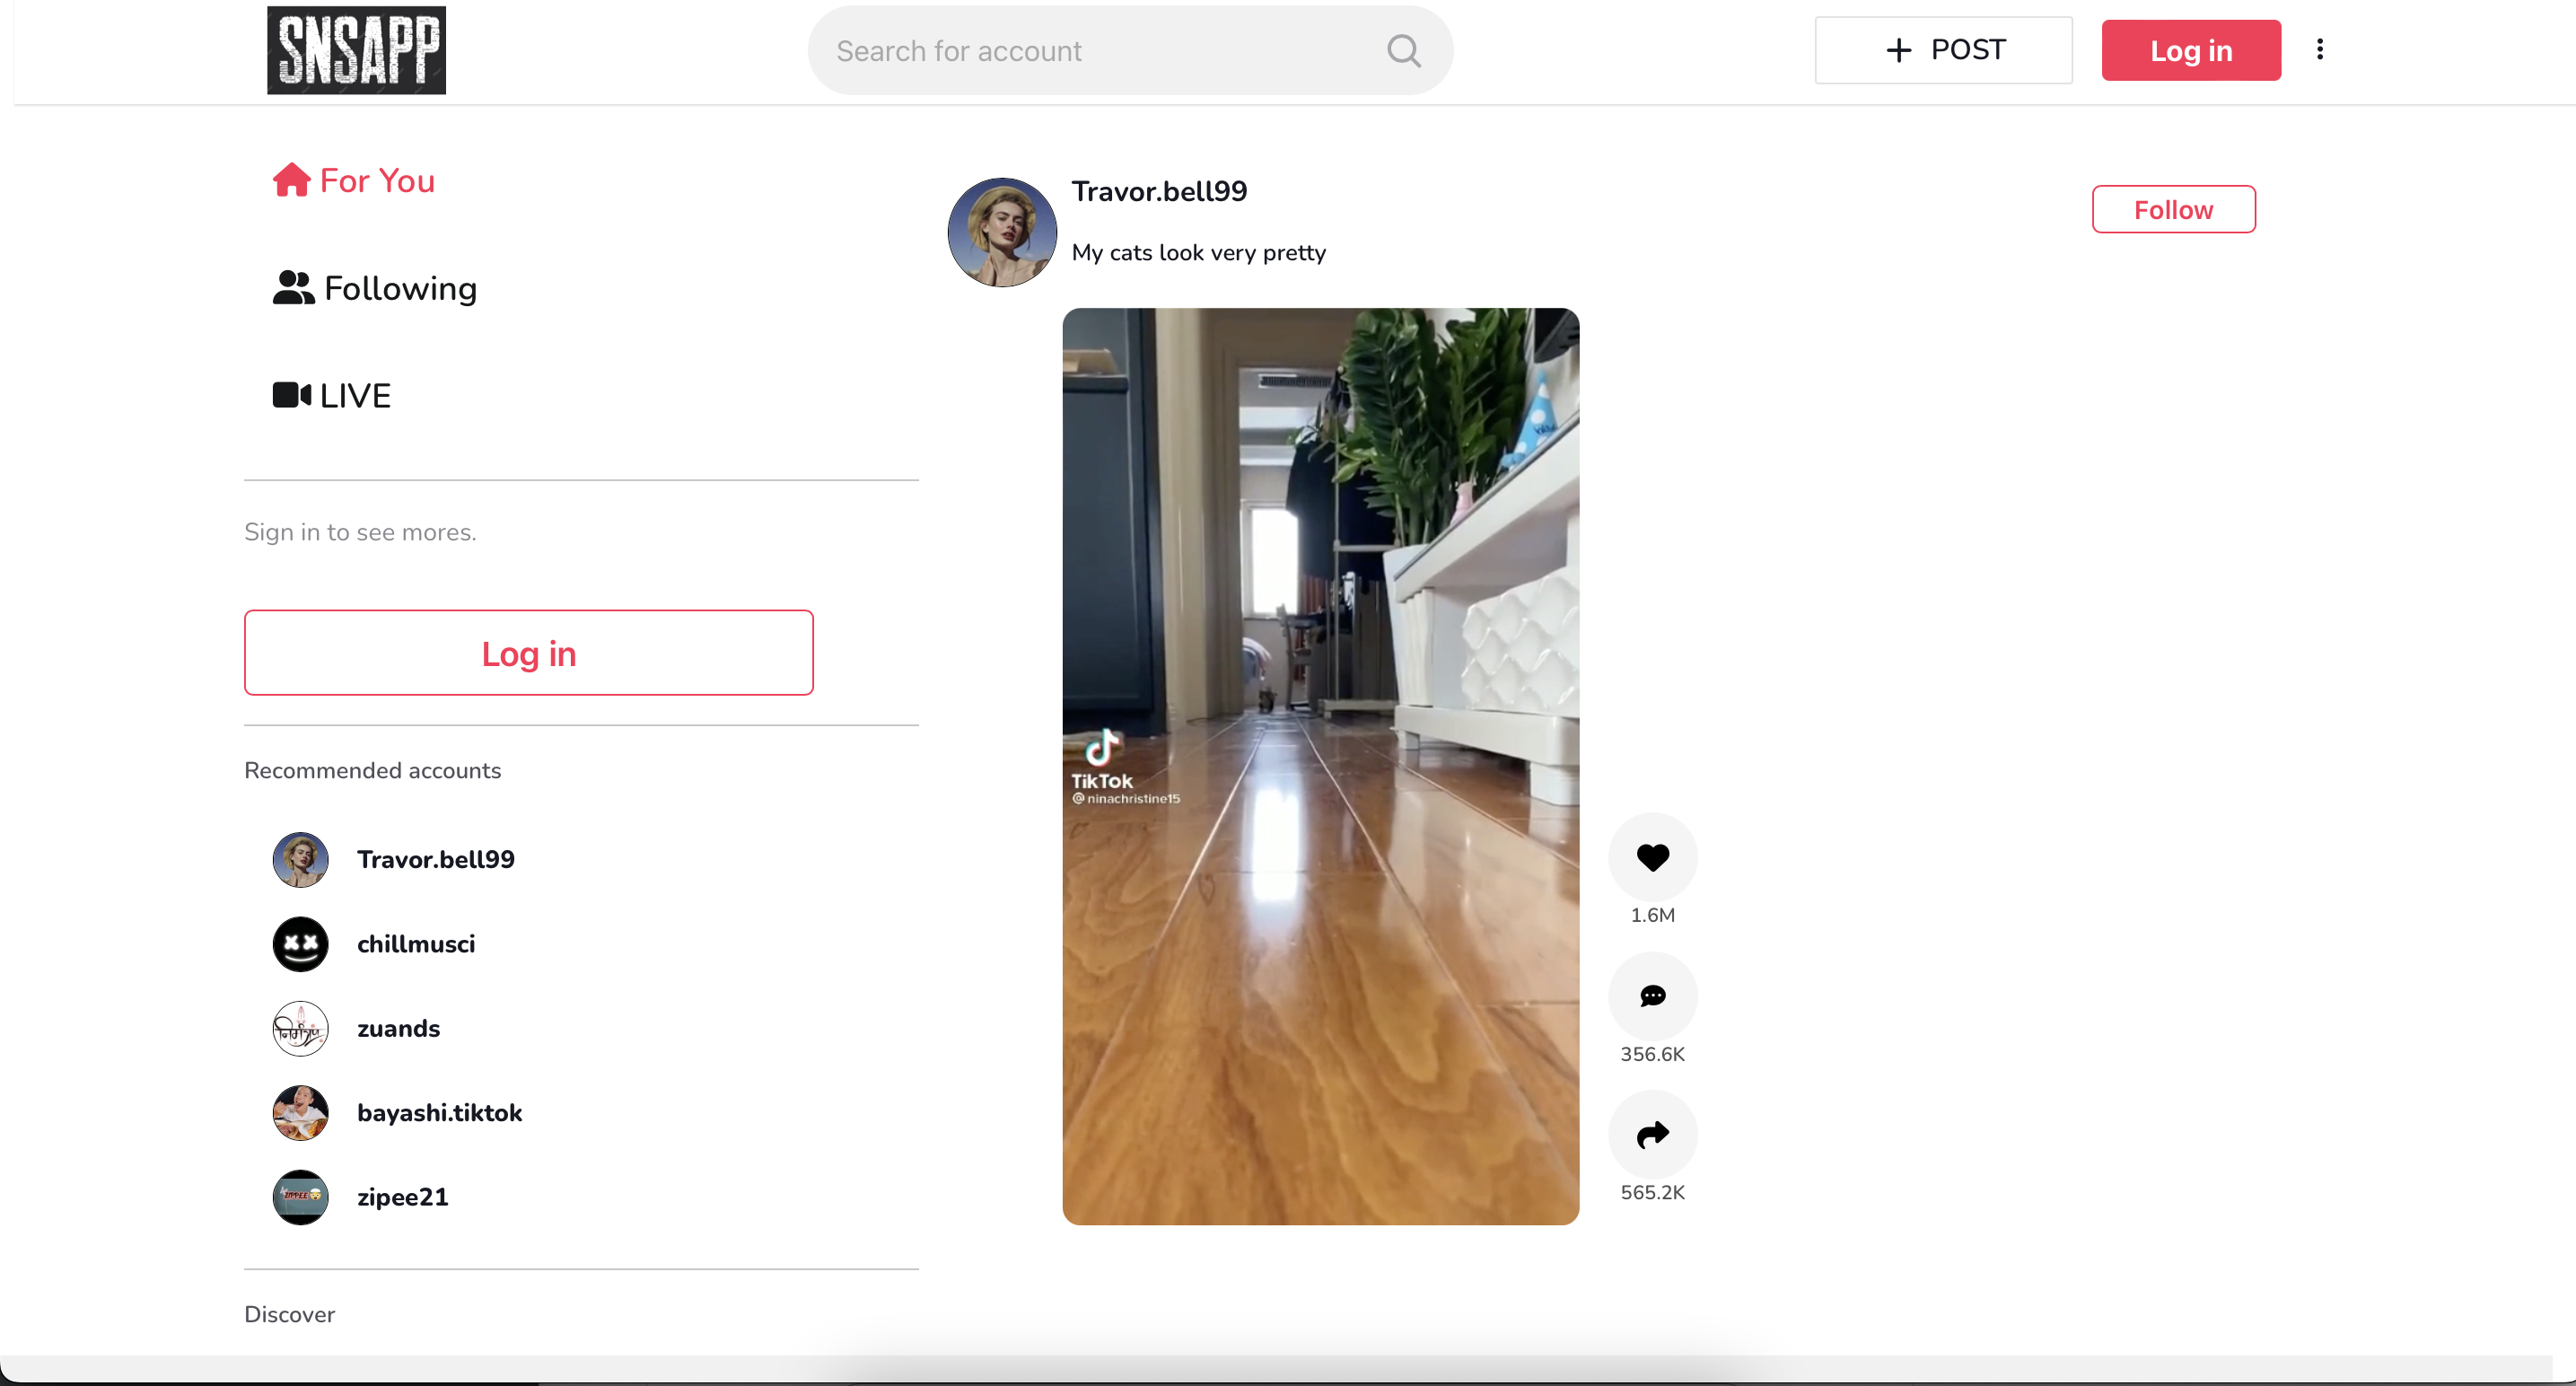 SNSAPP
Search for account
POST
Log in
For You
Following
LIVE
Sign in to see mores.
Log in
Recommended accounts
Travor.bell99
chillmusci
zuands
bayashi.tiktok
zipee21
Discover
Travor.bell99
My cats look very pretty
Follow
TikTok
@ninachristine15
1.6M
356.6K
565.2K